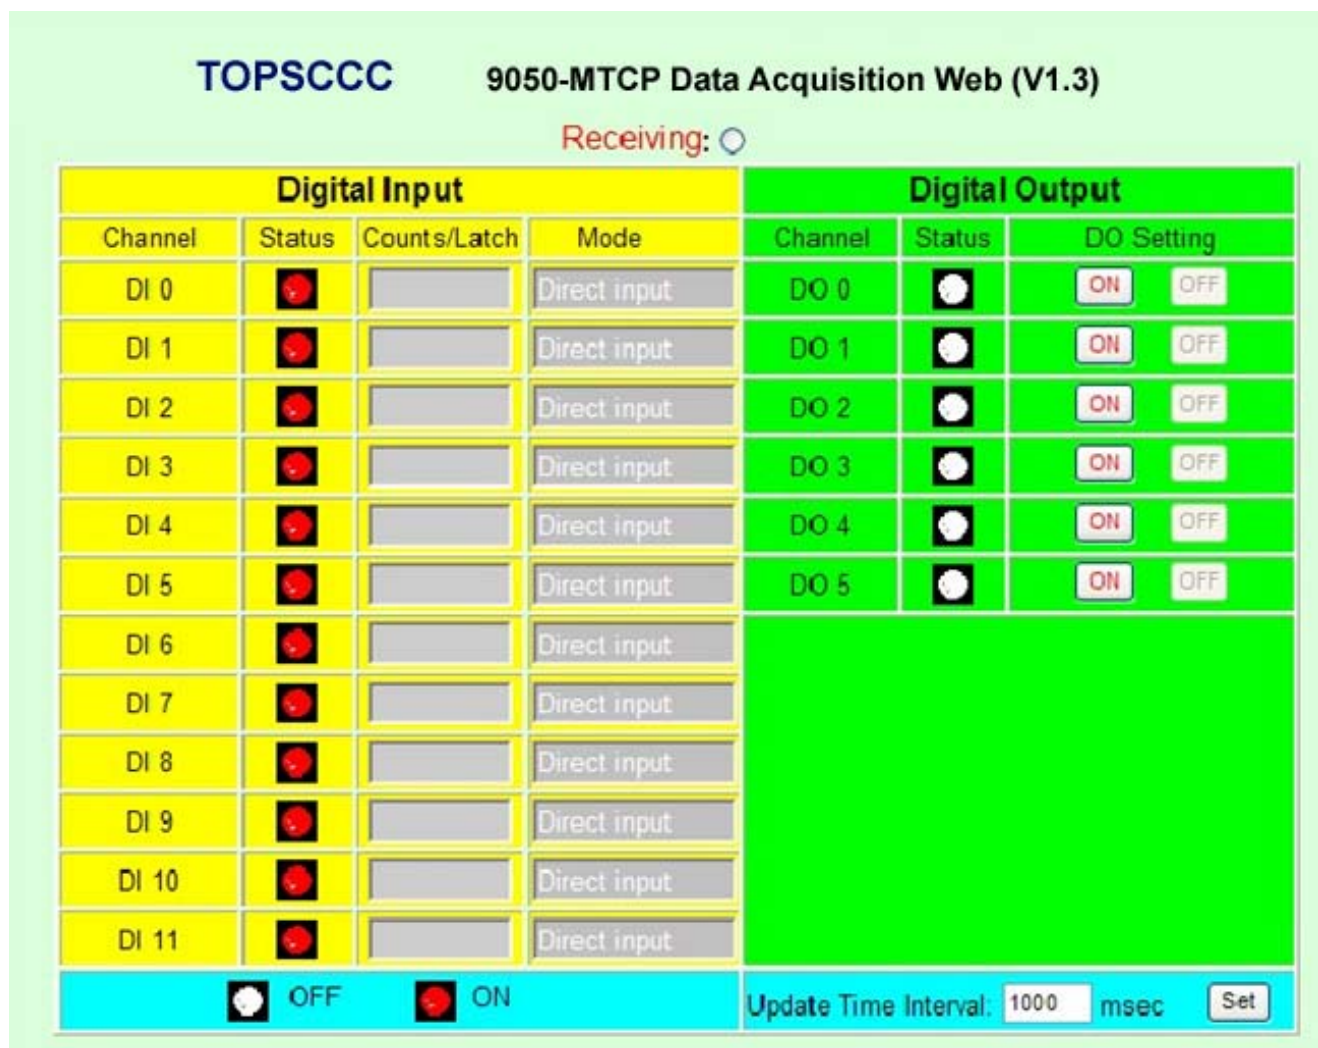 TOPSCCC 9050-MTCP Data Acquisition Web (V1.3)
Receiving:
Digital Input Digital Output
Channel Status Counts/Latch Mode Channel Status DO Setting
DI 0 Direct input DO 0 ON OFF
DI 1 Direct input DO 1 ON OFF
DI 2 Direct input DO 2 ON OFF
DI 3 Direct input DO 3 ON OFF
DI 4 Direct input DO 4 ON OFF
DI 5 Direct input DO 5 ON OFF
DI 6 Direct input
DI 7 Direct input
DI 8 Direct input
DI 9 Direct input
DI 10 Direct input
DI 11 Direct input
OFF ON Update Time Interval: 1000 msec Set